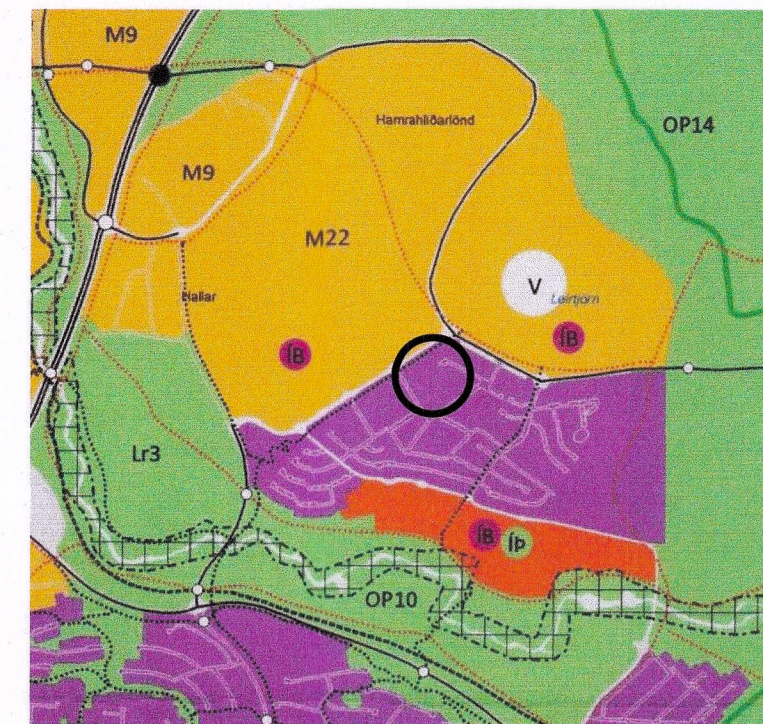 M9
Hamrahlíðarlönd
OP14
M9
M22
V
Leirtjörn
Hallar
ÍB
ÍB
Lr3
ÍB
ÍÞ
OP10